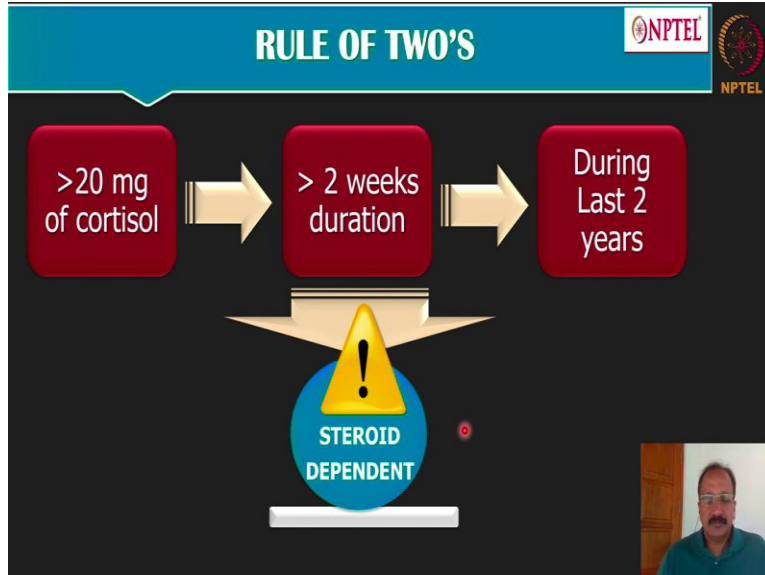 RULE OF TWO'S
NPTEL
NPTEL
>20 mg
of cortisol
> 2 weeks
duration
During
Last 2
years
!
STEROID
DEPENDENT